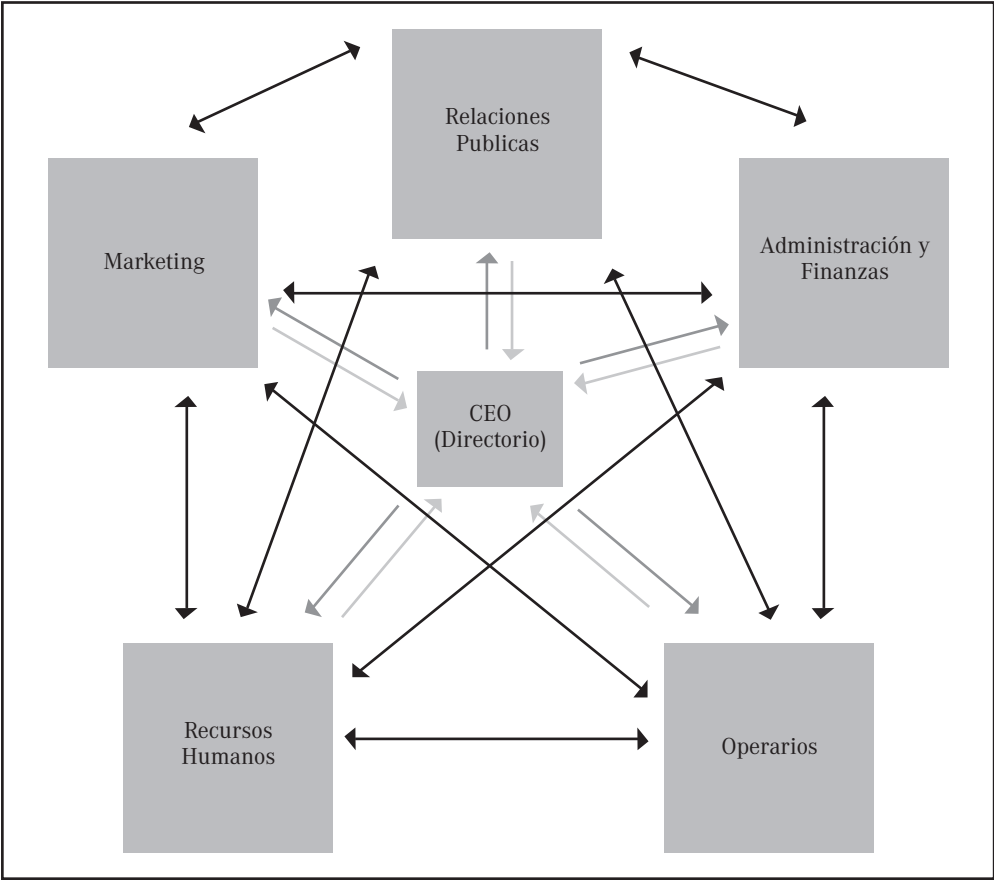 Relaciones
Publicas
Marketing
Administración y
Finanzas
CEO
(Directorio)
Recursos
Humanos
Operarios